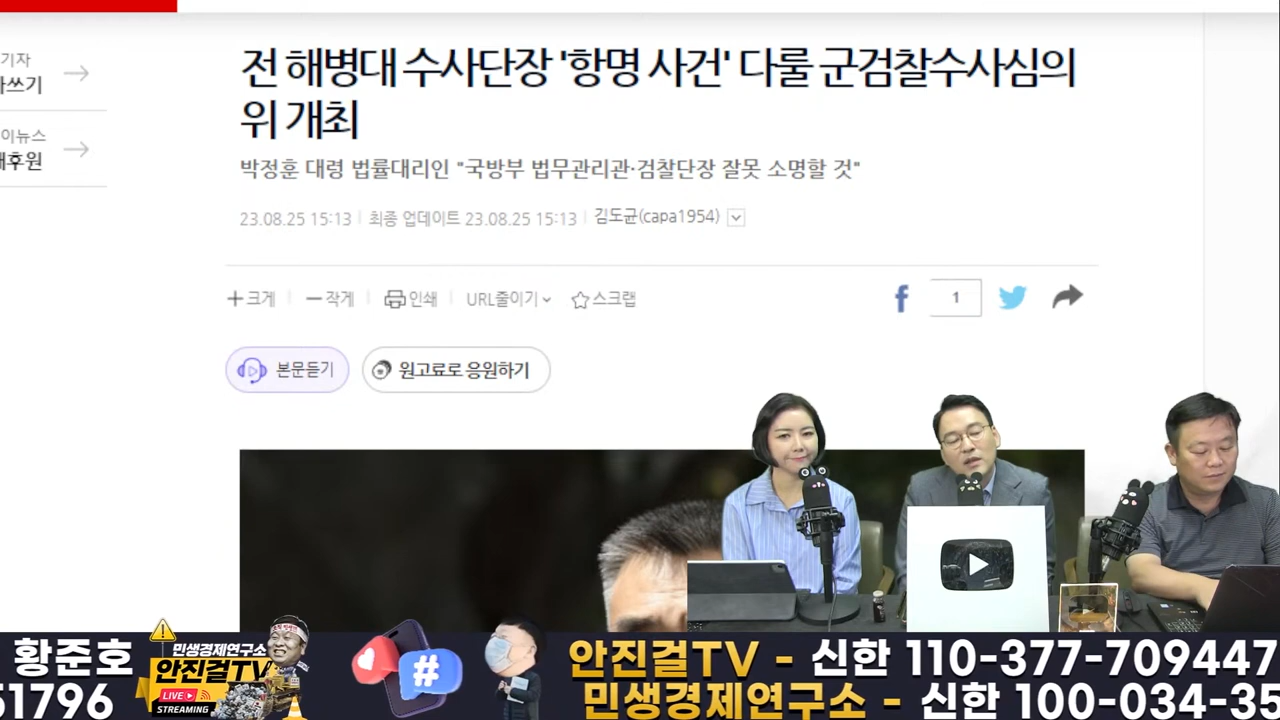 기자
쓰기
이뉴스
후원
전 해병대 수사단장 '항명 사건' 다룰 군검찰수사심의
위 개최
박정훈 대령 법률대리인 "국방부 법무관리관·검찰단장 잘못 소명할 것"
23.08.25 15:13 최종 업데이트 23.08.25 15:13 김도균(capa1954)
크게 작게 인쇄 URL줄이기 스크랩
1
본문듣기 원고료로 응원하기
황준호
51796
민생경제연구소
안진걸TV
LIVE
STREAMING
#
안진걸TV - 신한 110-377-709447
민생경제연구소 - 신한 100-034-35